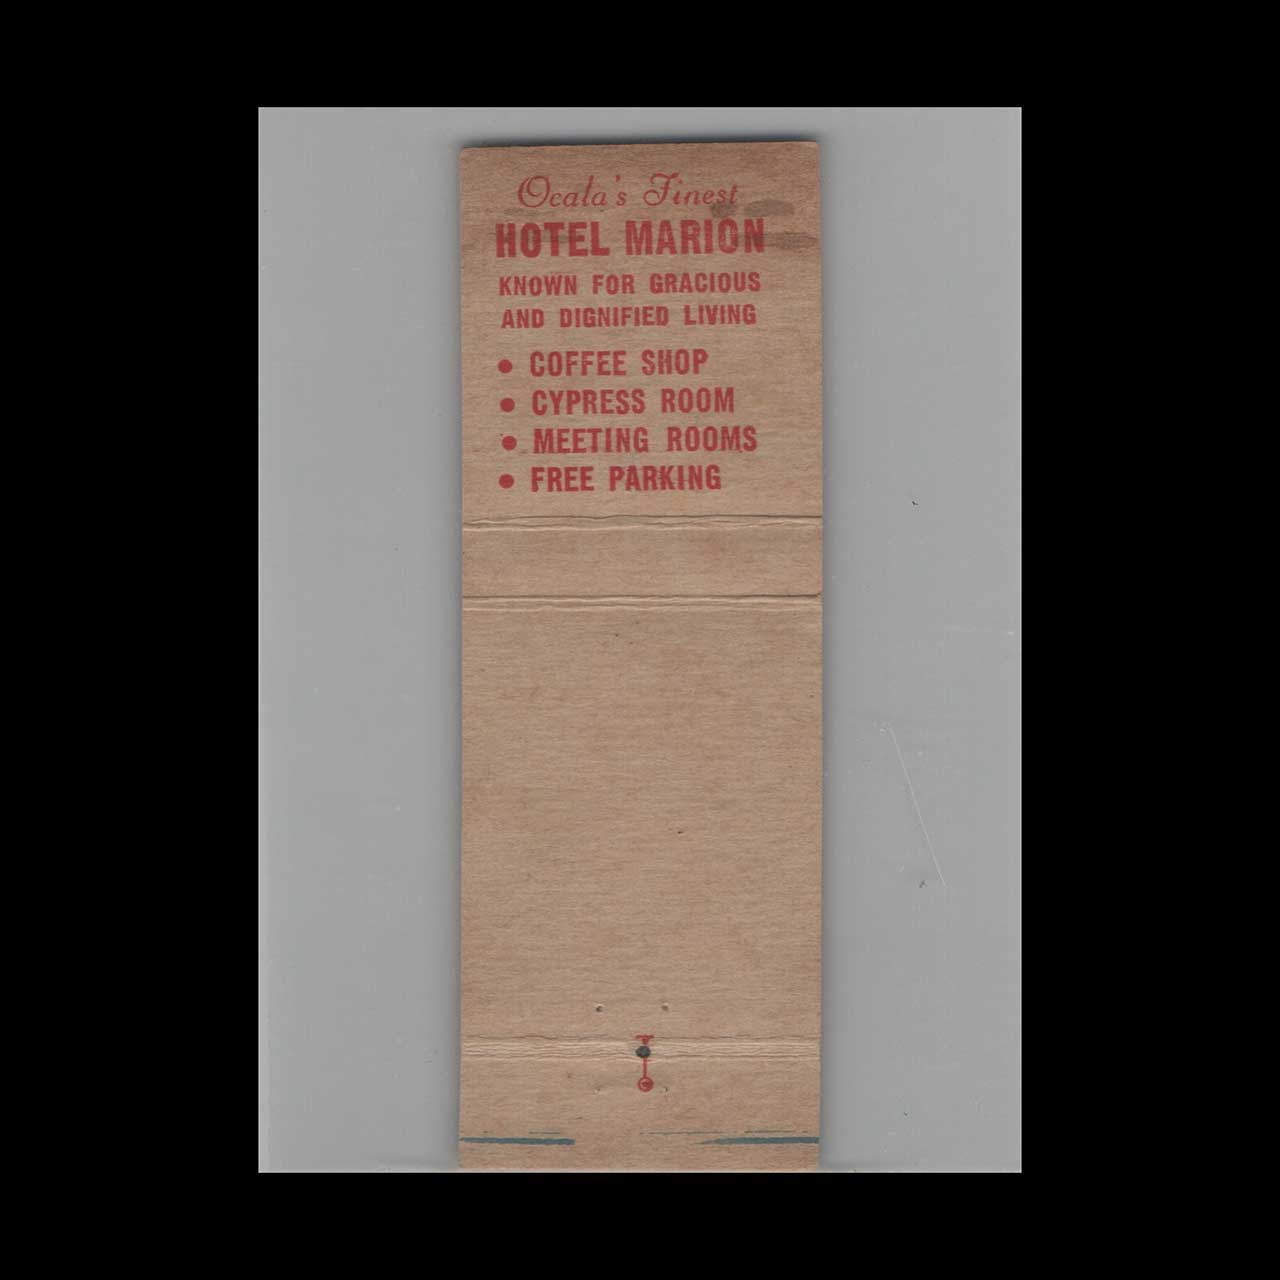 Ocala's Finest
HOTEL MARION
KNOWN FOR GRACIOUS
AND DIGNIFIED LIVING
• COFFEE SHOP
• CYPRESS ROOM
• MEETING ROOMS
• FREE PARKING